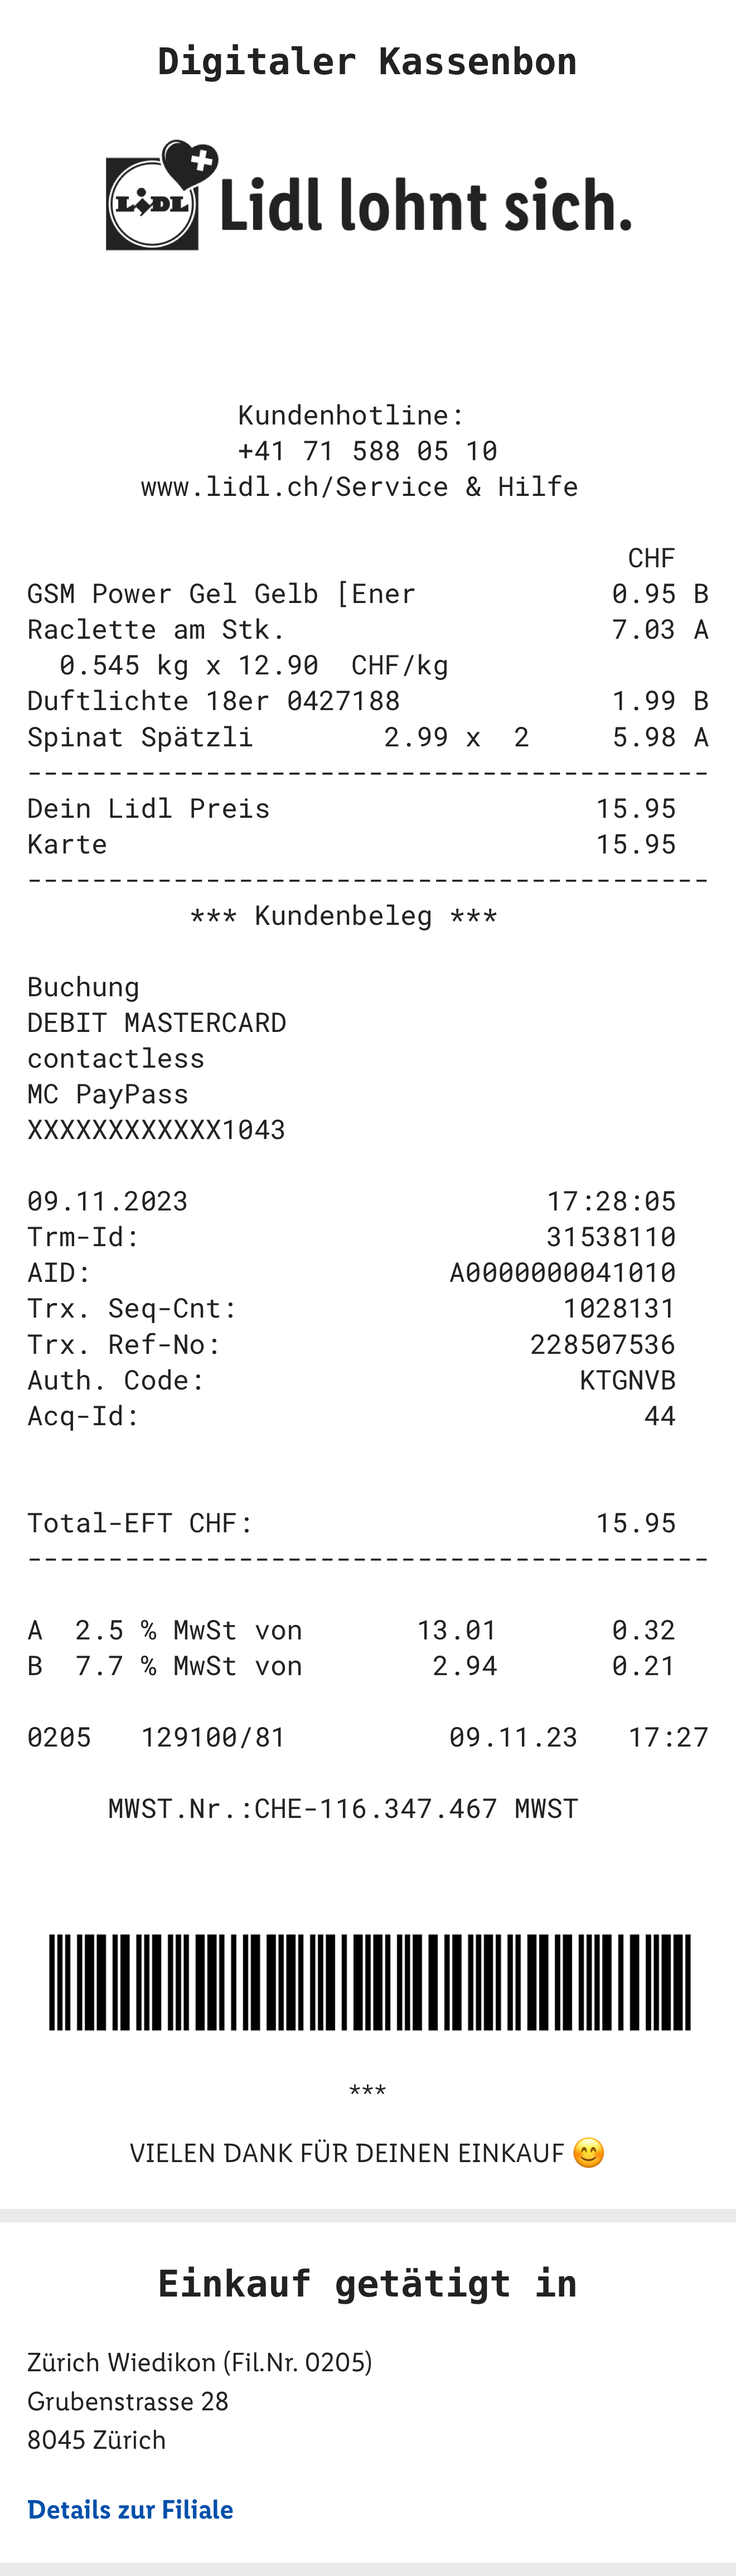 Digitaler Kassenbon
LIDL Lidl lohnt sich.
Kundenhotline:
+41 71 588 05 10
www.lidl.ch/Service & Hilfe
CHF
GSM Power Gel Gelb [Ener 0.95 B
Raclette am Stk. 7.03 A
0.545 kg x 12.90 CHF/kg
Duftlichte 18er 0427188 1.99 B
Spinat Spätzli 2.99 x 2 5.98 A
------------------------------------------
Dein Lidl Preis 15.95
Karte 15.95
------------------------------------------
*** Kundenbeleg ***
Buchung
DEBIT MASTERCARD
contactless
MC PayPass
XXXXXXXXXXXX1043
09.11.2023 17:28:05
Trm-Id: 31538110
AID: A0000000041010
Trx. Seq-Cnt: 1028131
Trx. Ref-No: 228507536
Auth. Code: KTGNVB
Acq-Id: 44
Total-EFT CHF: 15.95
------------------------------------------
A 2.5 % MwSt von 13.01 0.32
B 7.7 % MwSt von 2.94 0.21
0205 129100/81 09.11.23 17:27
MWST.Nr.:CHE-116.347.467 MWST
***
VIELEN DANK FÜR DEINEN EINKAUF 😊
Einkauf getätigt in
Zürich Wiedikon (Fil.Nr. 0205)
Grubenstrasse 28
8045 Zürich
Details zur Filiale